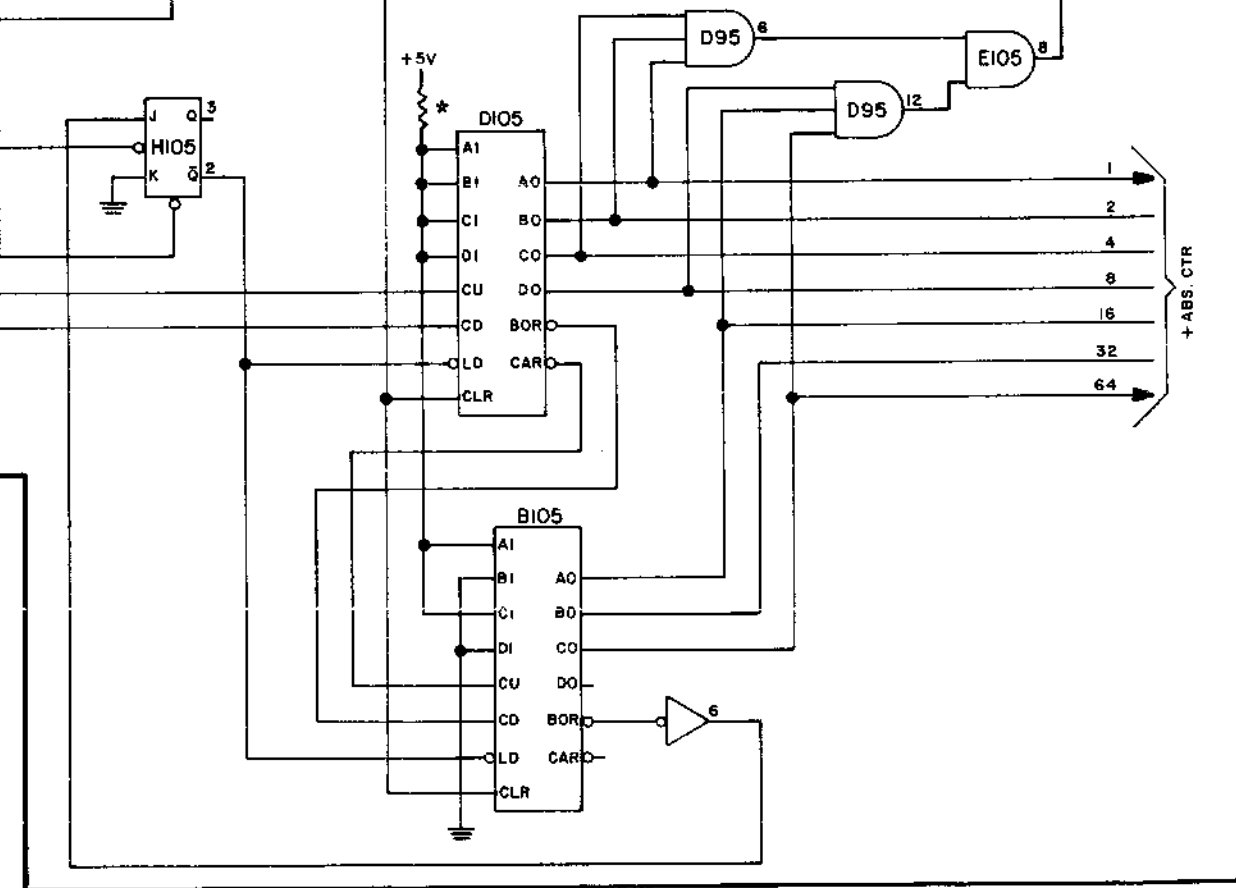 D95 6
E105 8
+5V
*
D95 12
J Q 3
H105
K Q̄ 2
D105
A1
B1 A0
C1 B0
D1 C0
CU D0
CD BOR
LD CAR
CLR
1
2
4
8
16
32
64
+ ABS. CTR
B105
A1
B1 A0
C1 B0
D1 C0
CU D0
CD BOR
LD CAR
CLR
6